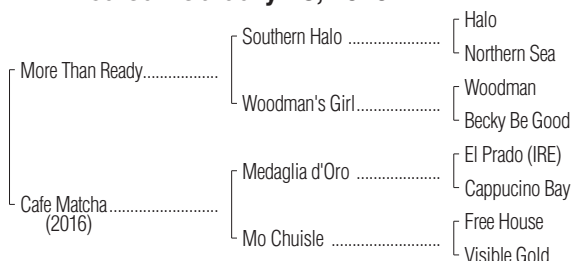 Halo
Southern Halo ......................
Northern Sea
More Than Ready..................
Woodman
Woodman's Girl....................
Becky Be Good
El Prado (IRE)
Medaglia d'Oro ....................
Cappucino Bay
Cafe Matcha..........................
(2016)
Free House
Mo Chuisle ..........................
Visible Gold